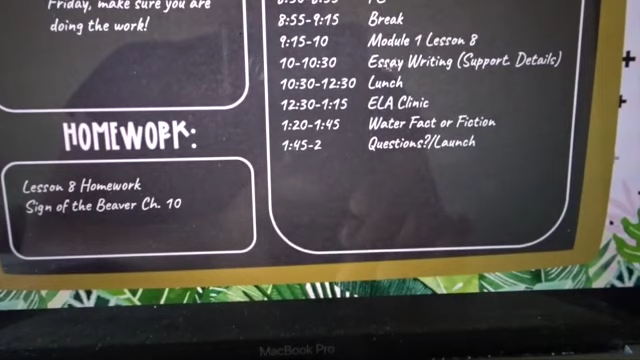 Friday, make sure you are
doing the work!
HOMEWORK:
Lesson 8 Homework
Sign of the Beaver Ch. 10
8:55-9:15 Break
9:15-10 Module 1 Lesson 8
10-10:30 Essay Writing (Support. Details)
10:30-12:30 Lunch
12:30-1:15 ELA Clinic
1:20-1:45 Water Fact or Fiction
1:45-2 Questions?/Launch
MacBook Pro